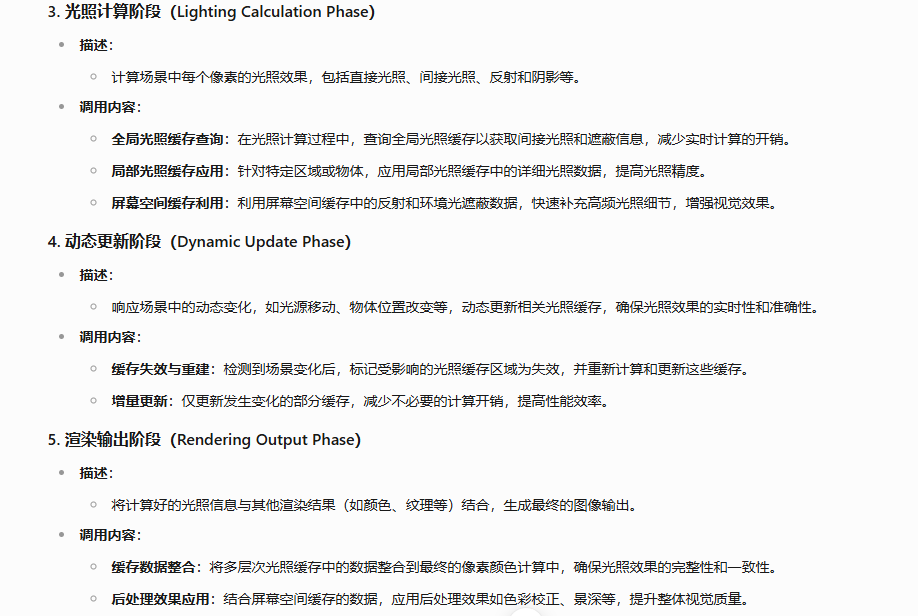 3. 光照计算阶段（Lighting Calculation Phase）
描述：
计算场景中每个像素的光照效果，包括直接光照、间接光照、反射和阴影等。
调用内容：
全局光照缓存查询：在光照计算过程中，查询全局光照缓存以获取间接光照和遮蔽信息，减少实时计算的开销。
局部光照缓存应用：针对特定区域或物体，应用局部光照缓存中的详细光照数据，提高光照精度。
屏幕空间缓存利用：利用屏幕空间缓存中的反射和环境光遮蔽数据，快速补充高频光照细节，增强视觉效果。
4. 动态更新阶段（Dynamic Update Phase）
描述：
响应场景中的动态变化，如光源移动、物体位置改变等，动态更新相关光照缓存，确保光照效果的实时性和准确性。
调用内容：
缓存失效与重建：检测到场景变化后，标记受影响的光照缓存区域为失效，并重新计算和更新这些缓存。
增量更新：仅更新发生变化的部分缓存，减少不必要的计算开销，提高性能效率。
5. 渲染输出阶段（Rendering Output Phase）
描述：
将计算好的光照信息与其他渲染结果（如颜色、纹理等）结合，生成最终的图像输出。
调用内容：
缓存数据整合：将多层次光照缓存中的数据整合到最终的像素颜色计算中，确保光照效果的完整性和一致性。
后处理效果应用：结合屏幕空间缓存的数据，应用后处理效果如色彩校正、景深等，提升整体视觉质量。